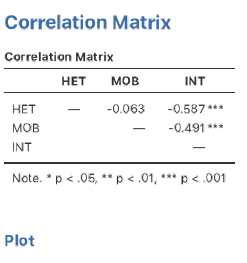 Correlation Matrix
Correlation Matrix
HET MOB INT
HET — -0.063 -0.587***
MOB — -0.491***
INT —
Note. * p < .05, ** p < .01, *** p < .001
Plot